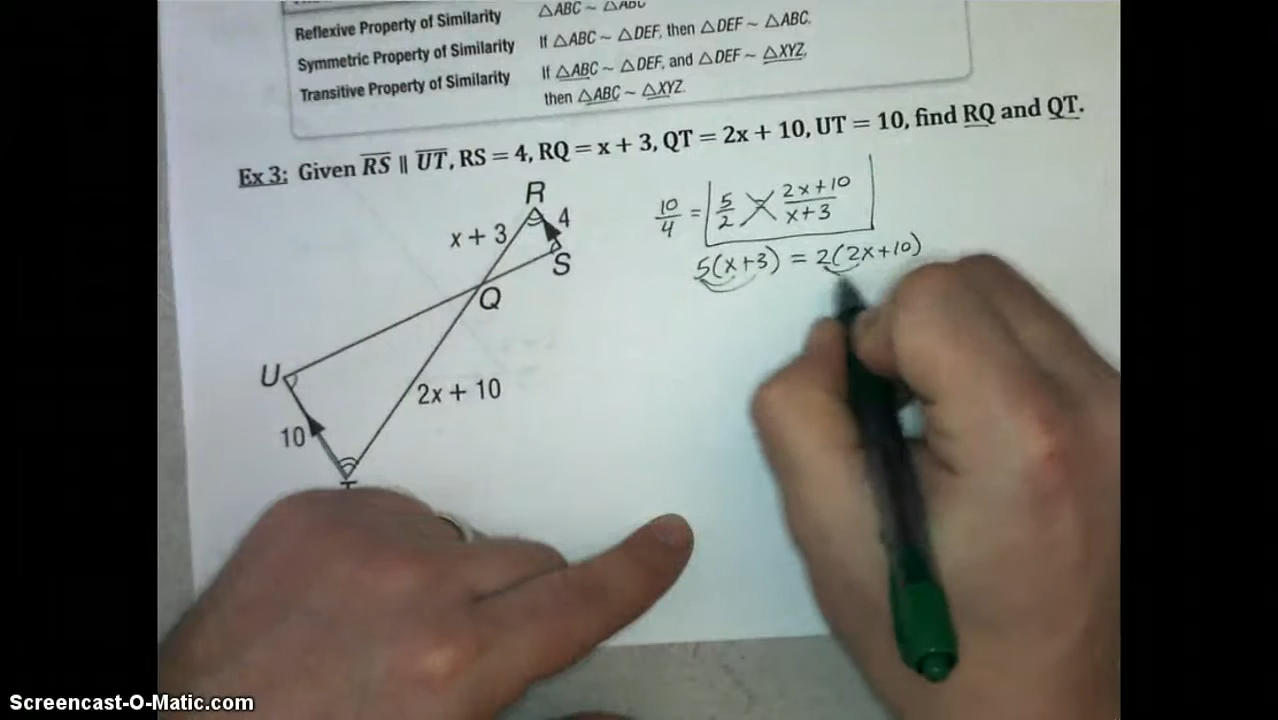 Reflexive Property of Similarity △ABC ~ △ABC
Symmetric Property of Similarity If △ABC ~ △DEF, then △DEF ~ △ABC.
Transitive Property of Similarity If △ABC ~ △DEF, and △DEF ~ △XYZ,
then △ABC ~ △XYZ.
Ex 3: Given RS ∥ UT, RS = 4, RQ = x + 3, QT = 2x + 10, UT = 10, find RQ and QT.
R
x + 3
4
S
Q
U
2x + 10
10
T
10/4 = 5/2 = 2x+10/x+3
5(x+3) = 2(2x+10)
Screencast-O-Matic.com